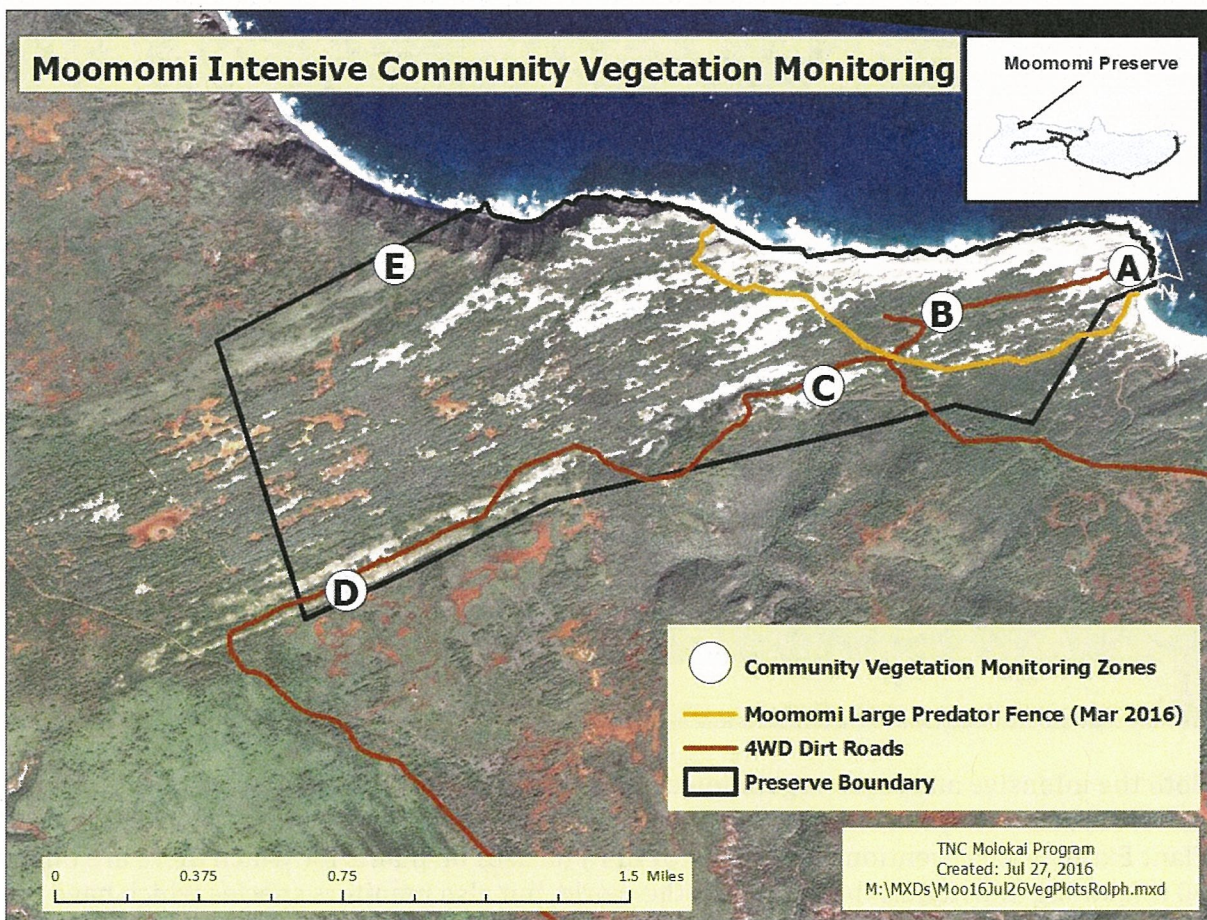 Moomomi Intensive Community Vegetation Monitoring
Moomomi Preserve
E
A
N
B
C
D
Community Vegetation Monitoring Zones
Moomomi Large Predator Fence (Mar 2016)
4WD Dirt Roads
Preserve Boundary
0 0.375 0.75 1.5 Miles
TNC Molokai Program
Created: Jul 27, 2016
M:\MXDs\Moo16Jul26VegPlotsRolph.mxd